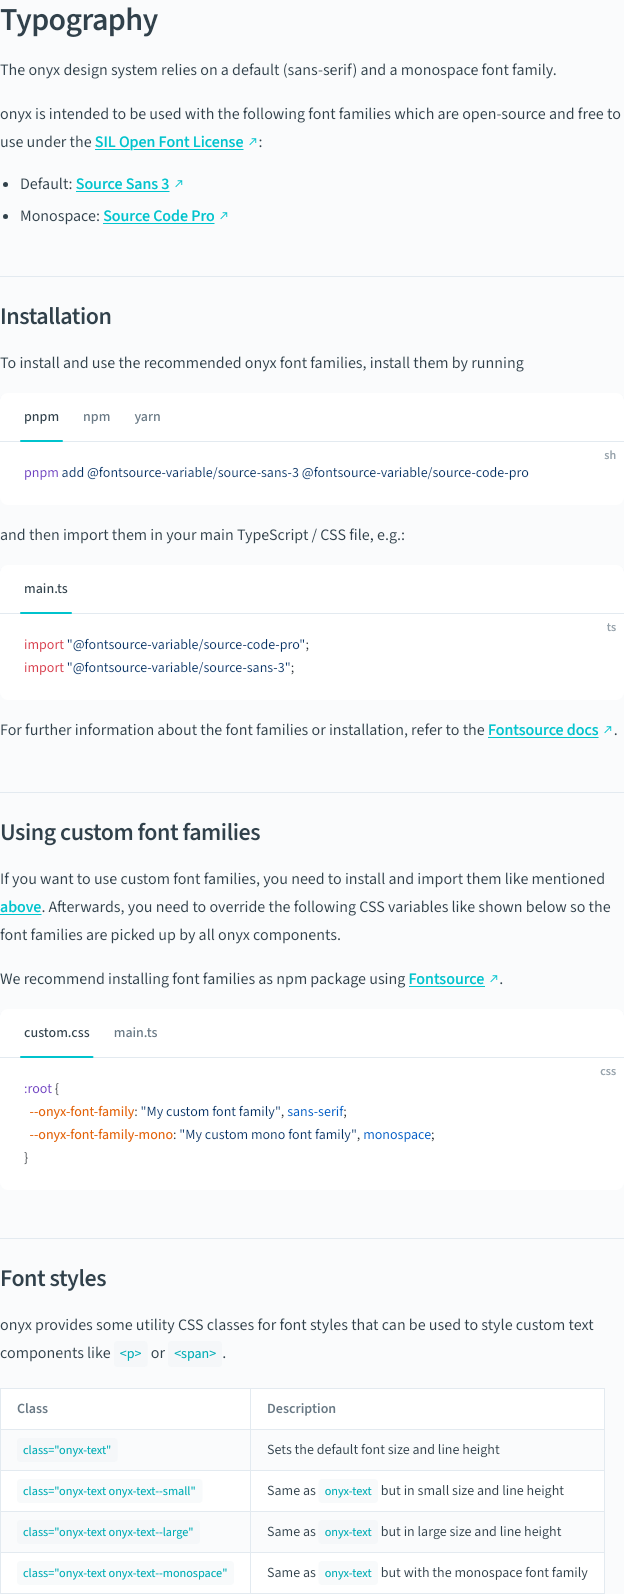 Typography
The onyx design system relies on a default (sans-serif) and a monospace font family.
onyx is intended to be used with the following font families which are open-source and free to
use under the SIL Open Font License ↗:
• Default: Source Sans 3 ↗
• Monospace: Source Code Pro ↗
Installation
To install and use the recommended onyx font families, install them by running
pnpm npm yarn
sh
pnpm add @fontsource-variable/source-sans-3 @fontsource-variable/source-code-pro
and then import them in your main TypeScript / CSS file, e.g.:
main.ts
ts
import "@fontsource-variable/source-code-pro";
import "@fontsource-variable/source-sans-3";
For further information about the font families or installation, refer to the Fontsource docs ↗.
Using custom font families
If you want to use custom font families, you need to install and import them like mentioned
above. Afterwards, you need to override the following CSS variables like shown below so the
font families are picked up by all onyx components.
We recommend installing font families as npm package using Fontsource ↗.
custom.css main.ts
css
:root {
--onyx-font-family: "My custom font family", sans-serif;
--onyx-font-family-mono: "My custom mono font family", monospace;
}
Font styles
onyx provides some utility CSS classes for font styles that can be used to style custom text
components like <p> or <span>.
Class Description
class="onyx-text" Sets the default font size and line height
class="onyx-text onyx-text--small" Same as onyx-text but in small size and line height
class="onyx-text onyx-text--large" Same as onyx-text but in large size and line height
class="onyx-text onyx-text--monospace" Same as onyx-text but with the monospace font family